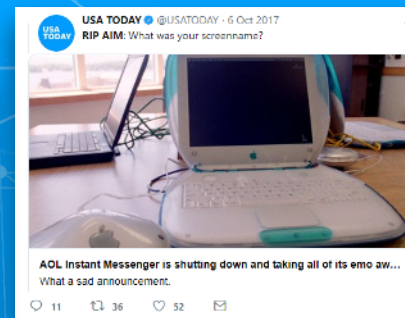 USA TODAY @USATODAY · 6 Oct 2017
USA
TODAY
RIP AIM: What was your screenname?
AOL Instant Messenger is shutting down and taking all of its emo aw...
What a sad announcement.
11 36 52